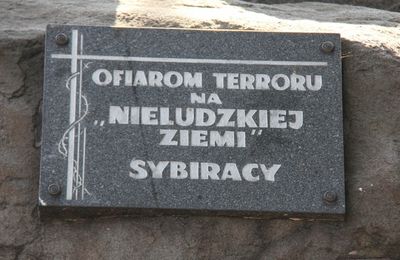 OFIAROM TERRORU
NA
„NIELUDZKIEJ
ZIEMI"
SYBIRACY